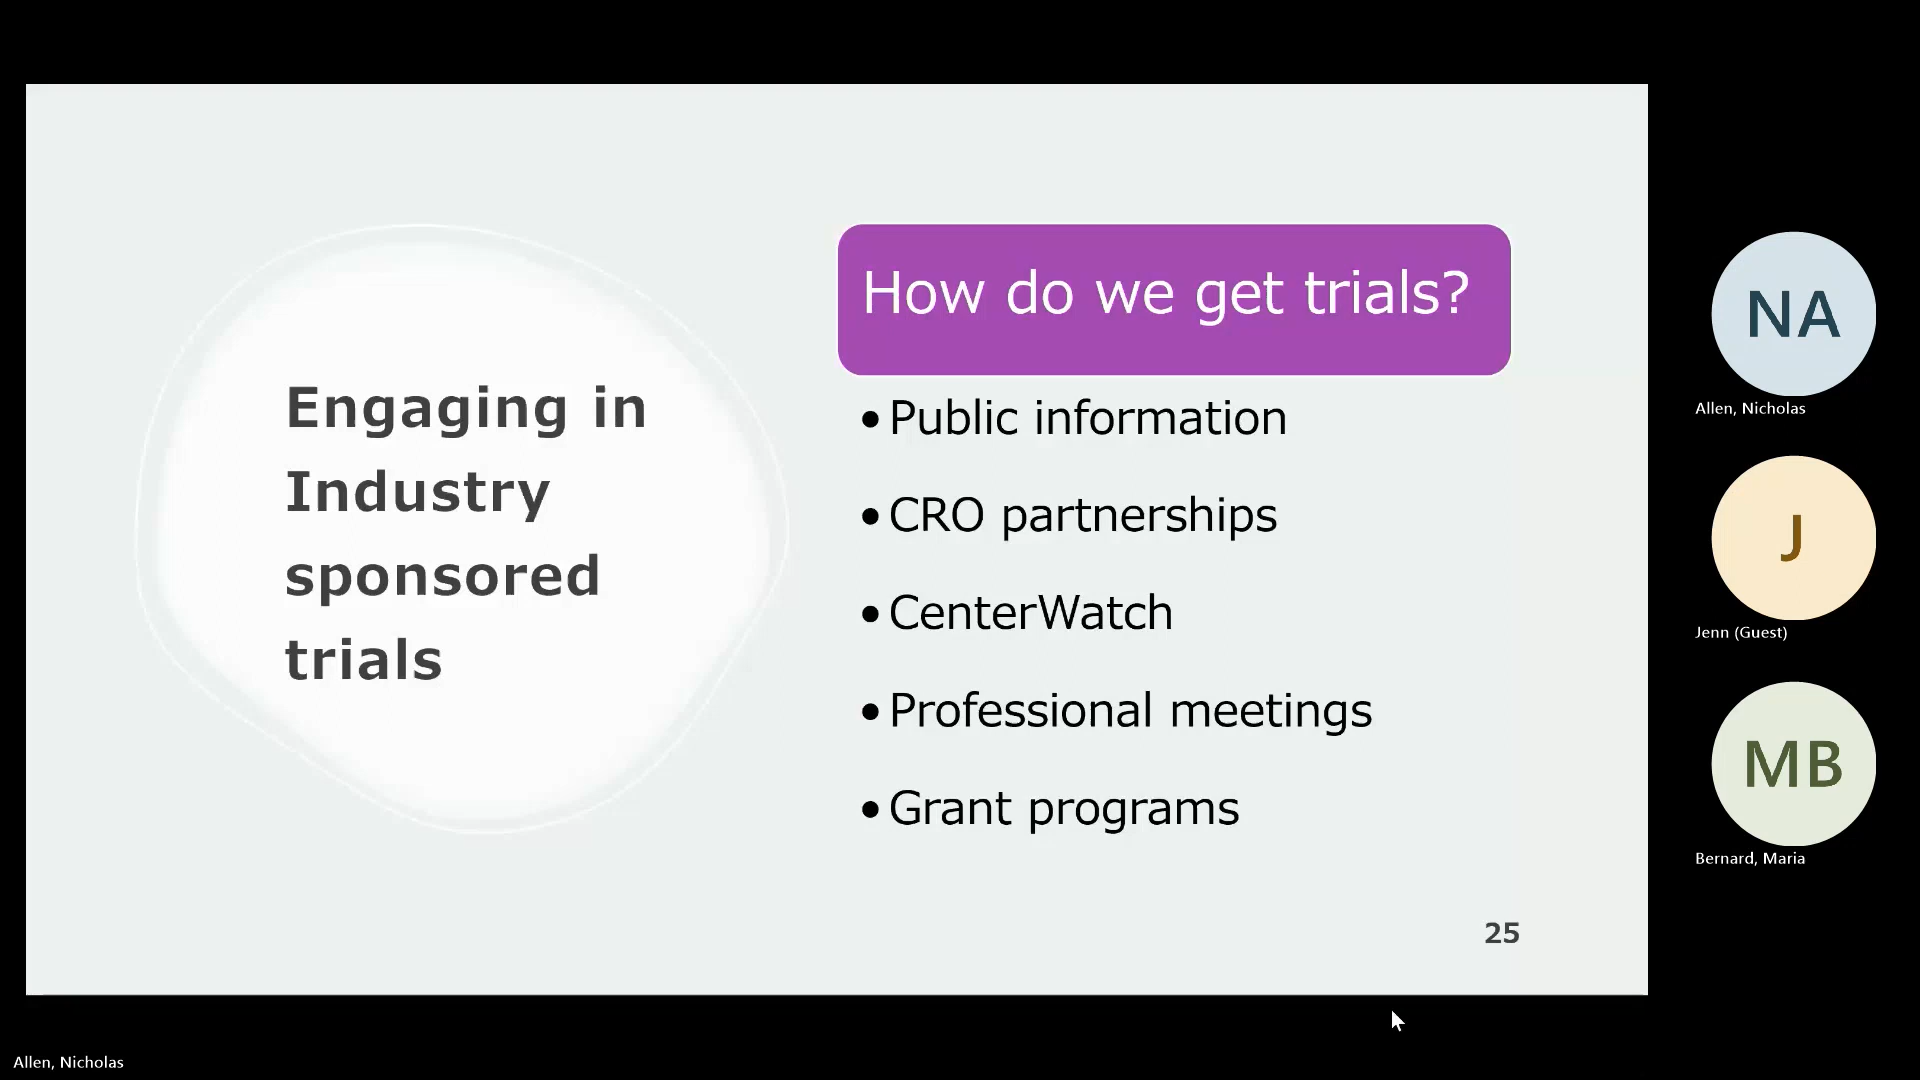 Engaging in
Industry
sponsored
trials
How do we get trials?
•Public information
•CRO partnerships
•CenterWatch
•Professional meetings
•Grant programs
25
NA
Allen, Nicholas
J
Jenn (Guest)
MB
Bernard, Maria
Allen, Nicholas